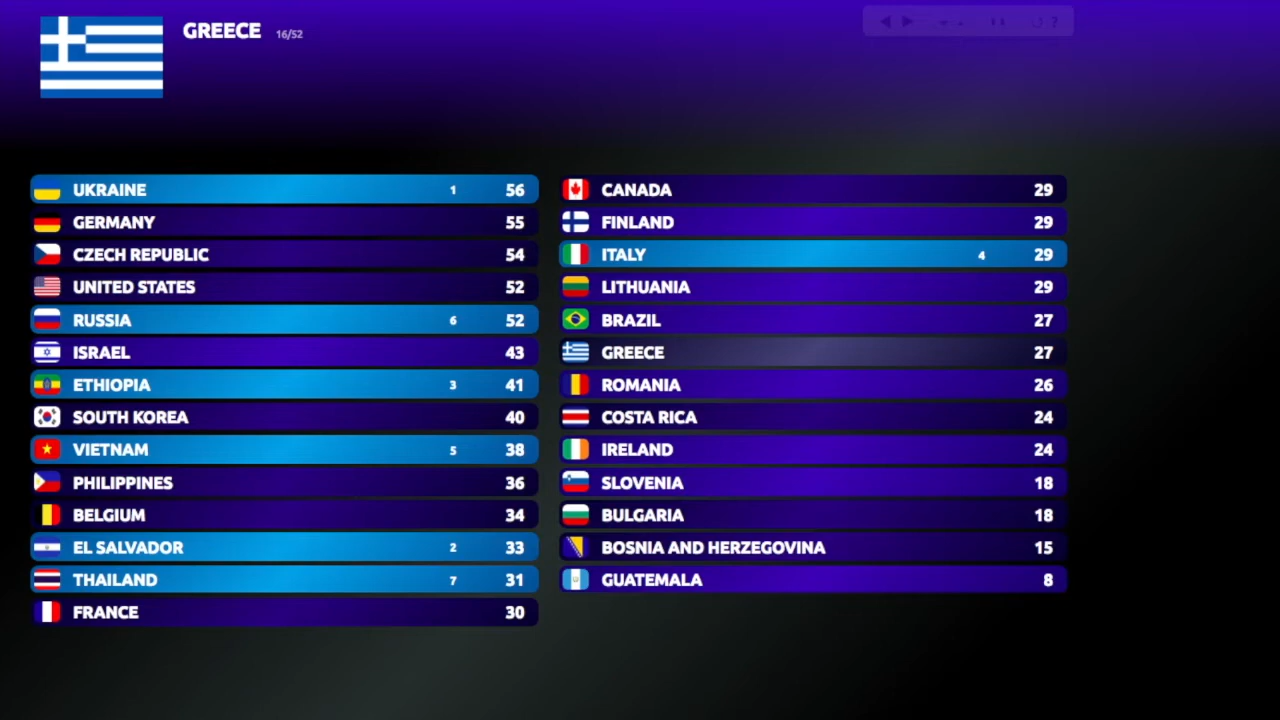 GREECE 16/52
UKRAINE 1 56
GERMANY 55
CZECH REPUBLIC 54
UNITED STATES 52
RUSSIA 6 52
ISRAEL 43
ETHIOPIA 3 41
SOUTH KOREA 40
VIETNAM 5 38
PHILIPPINES 36
BELGIUM 34
EL SALVADOR 2 33
THAILAND 7 31
FRANCE 30
CANADA 29
FINLAND 29
ITALY 4 29
LITHUANIA 29
BRAZIL 27
GREECE 27
ROMANIA 26
COSTA RICA 24
IRELAND 24
SLOVENIA 18
BULGARIA 18
BOSNIA AND HERZEGOVINA 15
GUATEMALA 8